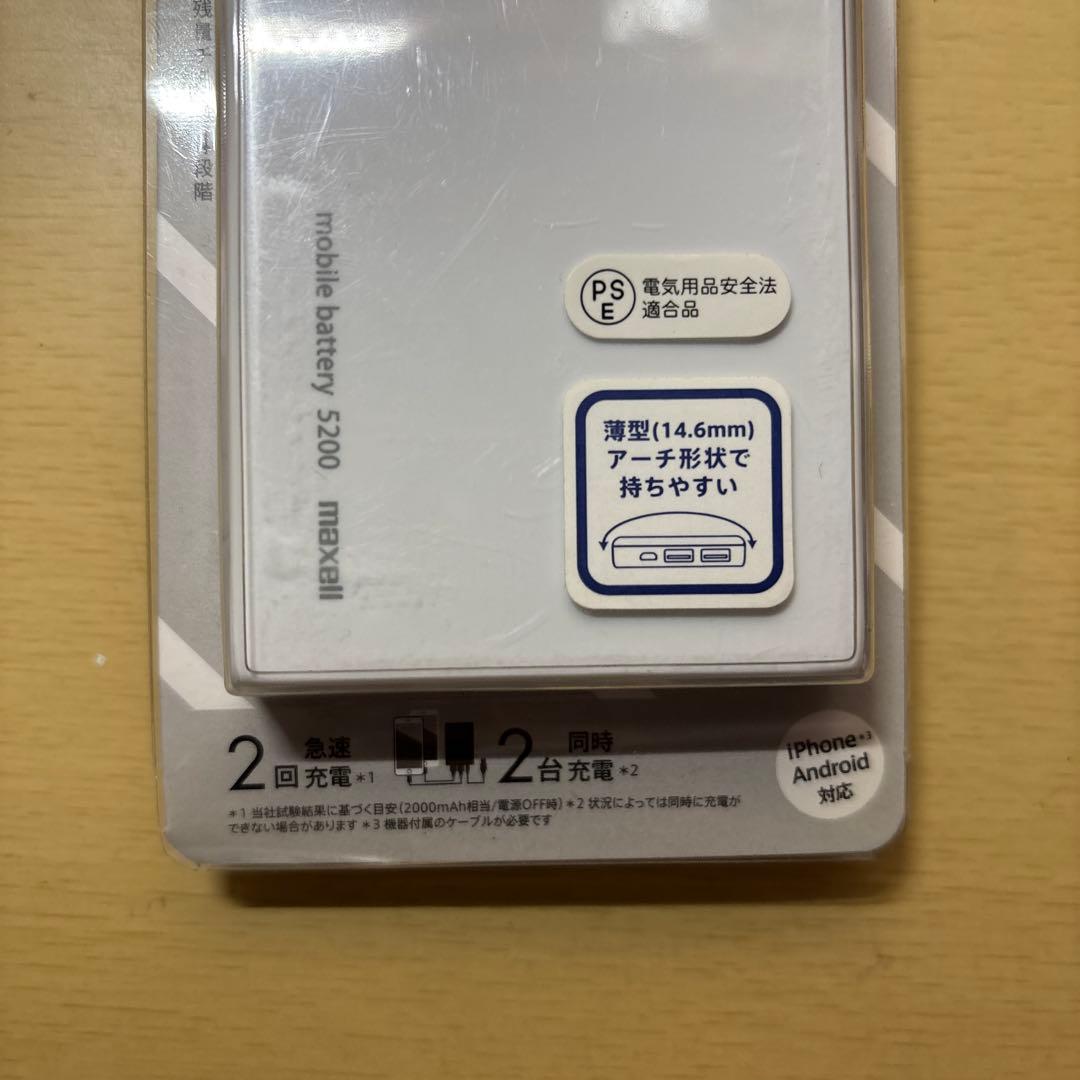 段階
mobile battery 5200 maxell
PSE
電気用品安全法
適合品
薄型(14.6mm)
アーチ形状で
持ちやすい
2回 急速充電*1
2台 同時充電*2
iPhone*3
Android
対応
*1 当社試験結果に基づく目安(2000mAh相当/電源OFF時)*2 状況によっては同時に充電が
できない場合があります *3 機器付属のケーブルが必要です